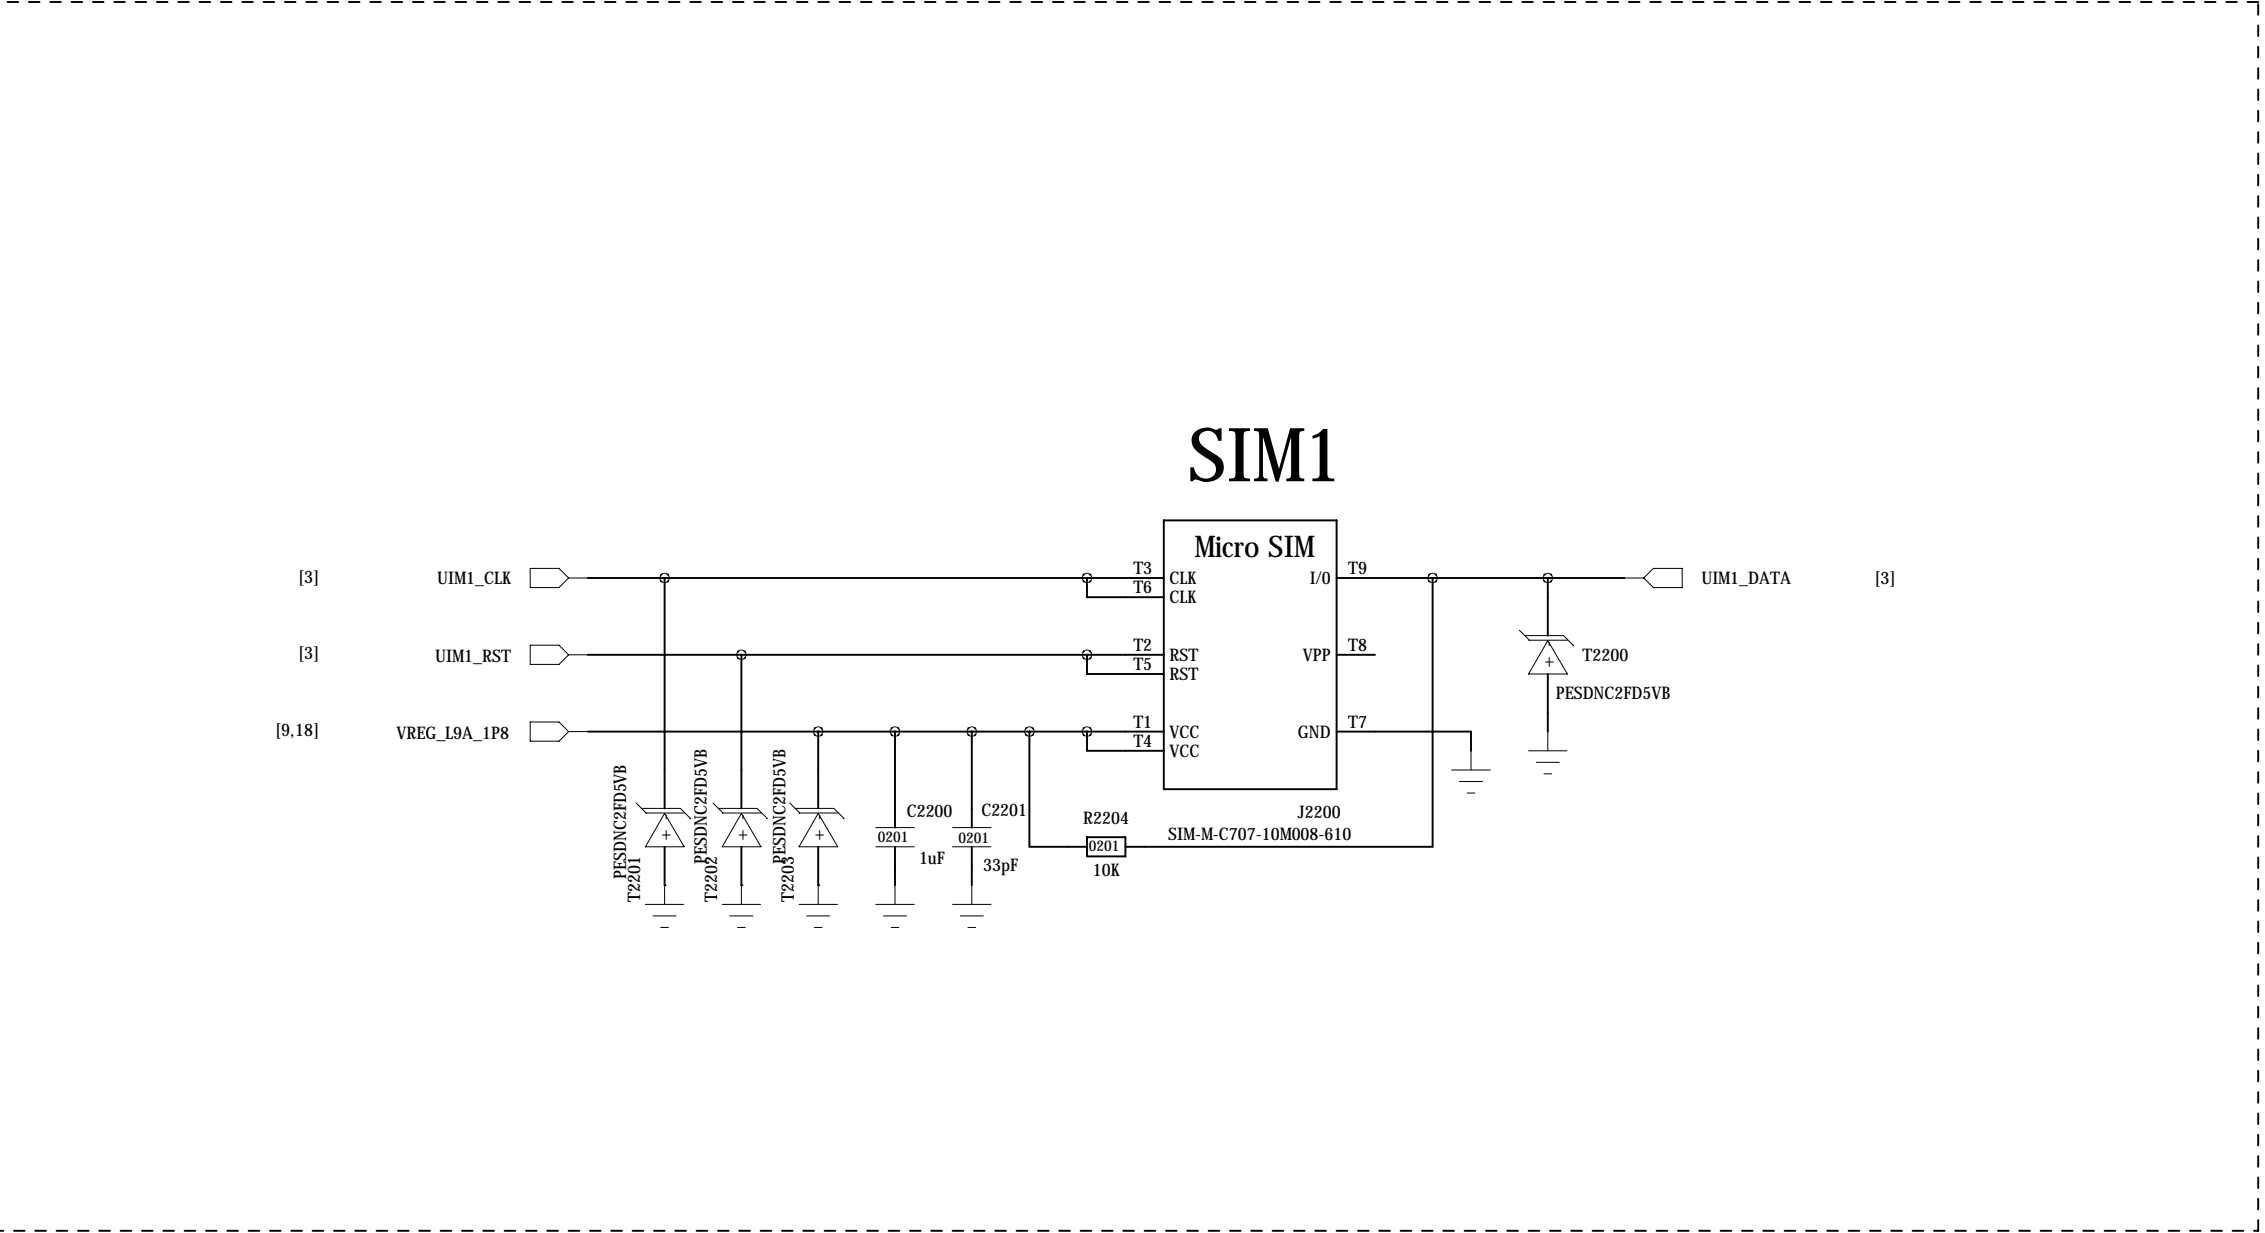 SIM1
Micro SIM
[3] UIM1_CLK T3 CLK I/O T9 UIM1_DATA [3]
T6 CLK
[3] UIM1_RST T2 RST VPP T8 T2200
T5 RST
PESDNC2FD5VB
[9,18] VREG_L9A_1P8 T1 VCC GND T7
T4 VCC
PESDNC2FD5VB
T2201
PESDNC2FD5VB
T2202
PESDNC2FD5VB
T2203
C2200
0201
1uF
C2201
0201
33pF
R2204
0201
10K
J2200
SIM-M-C707-10M008-610